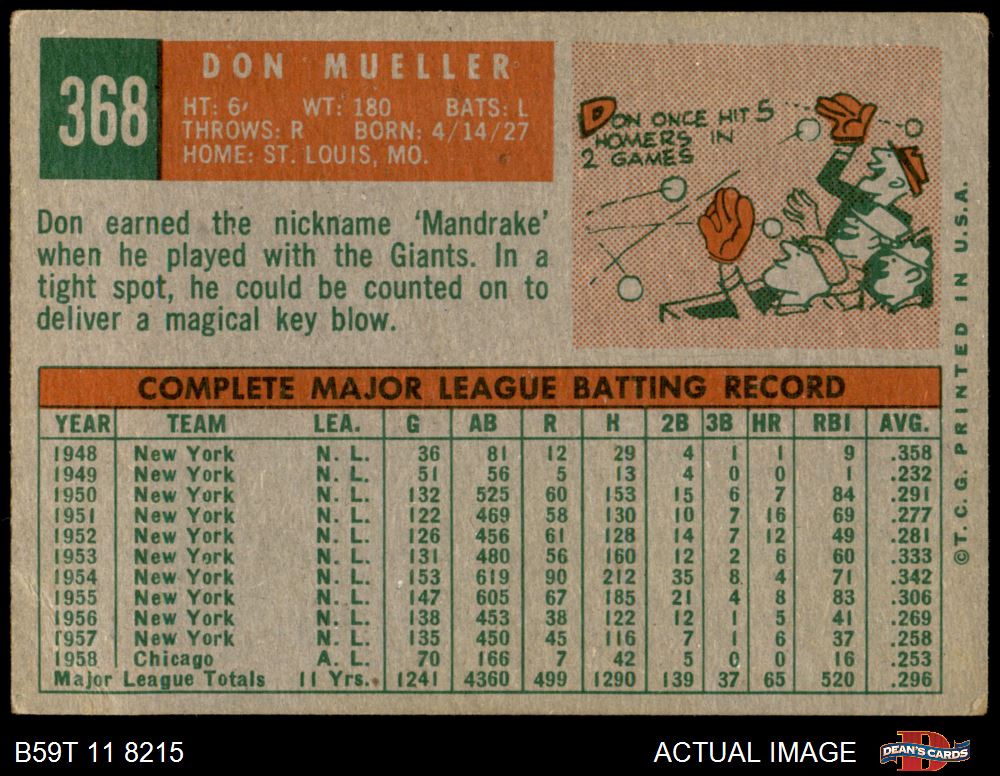 368
DON MUELLER
HT: 6' WT: 180 BATS: L
THROWS: R BORN: 4/14/27
HOME: ST. LOUIS, MO.
DON ONCE HIT 5
HOMERS IN
2 GAMES
Don earned the nickname 'Mandrake'
when he played with the Giants. In a
tight spot, he could be counted on to
deliver a magical key blow.
COMPLETE MAJOR LEAGUE BATTING RECORD
YEAR TEAM LEA. G AB R H 2B 3B HR RBI AVG.
1948 New York N. L. 36 81 12 29 4 1 1 9 .358
1949 New York N. L. 51 56 5 13 4 0 0 1 .232
1950 New York N. L. 132 525 60 153 15 6 7 84 .291
1951 New York N. L. 122 469 58 130 10 7 16 69 .277
1952 New York N. L. 126 456 61 128 14 7 12 49 .281
1953 New York N. L. 131 480 56 160 12 2 6 60 .333
1954 New York N. L. 153 619 90 212 35 8 4 71 .342
1955 New York N. L. 147 605 67 185 21 4 8 83 .306
1956 New York N. L. 138 453 38 122 12 1 5 41 .269
1957 New York N. L. 135 450 45 116 7 1 6 37 .258
1958 Chicago A. L. 70 166 7 42 5 0 0 16 .253
Major League Totals 11 Yrs. 1241 4360 499 1290 139 37 65 520 .296
©T. C. G. PRINTED IN U.S.A.
B59T 11 8215
ACTUAL IMAGE
D
DEAN'S CARDS